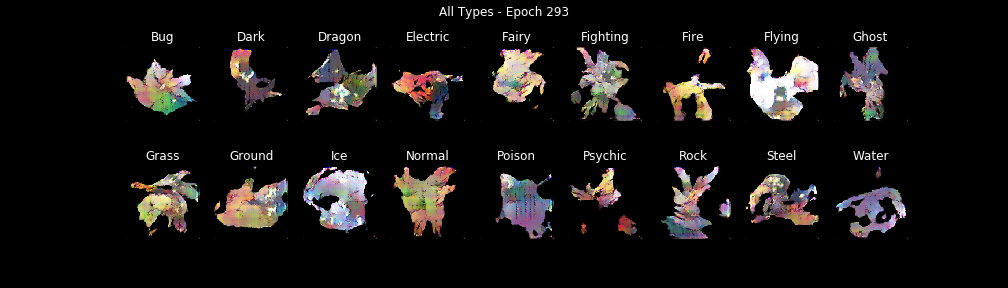 All Types - Epoch 293
Bug Dark Dragon Electric Fairy Fighting Fire Flying Ghost
Grass Ground Ice Normal Poison Psychic Rock Steel Water